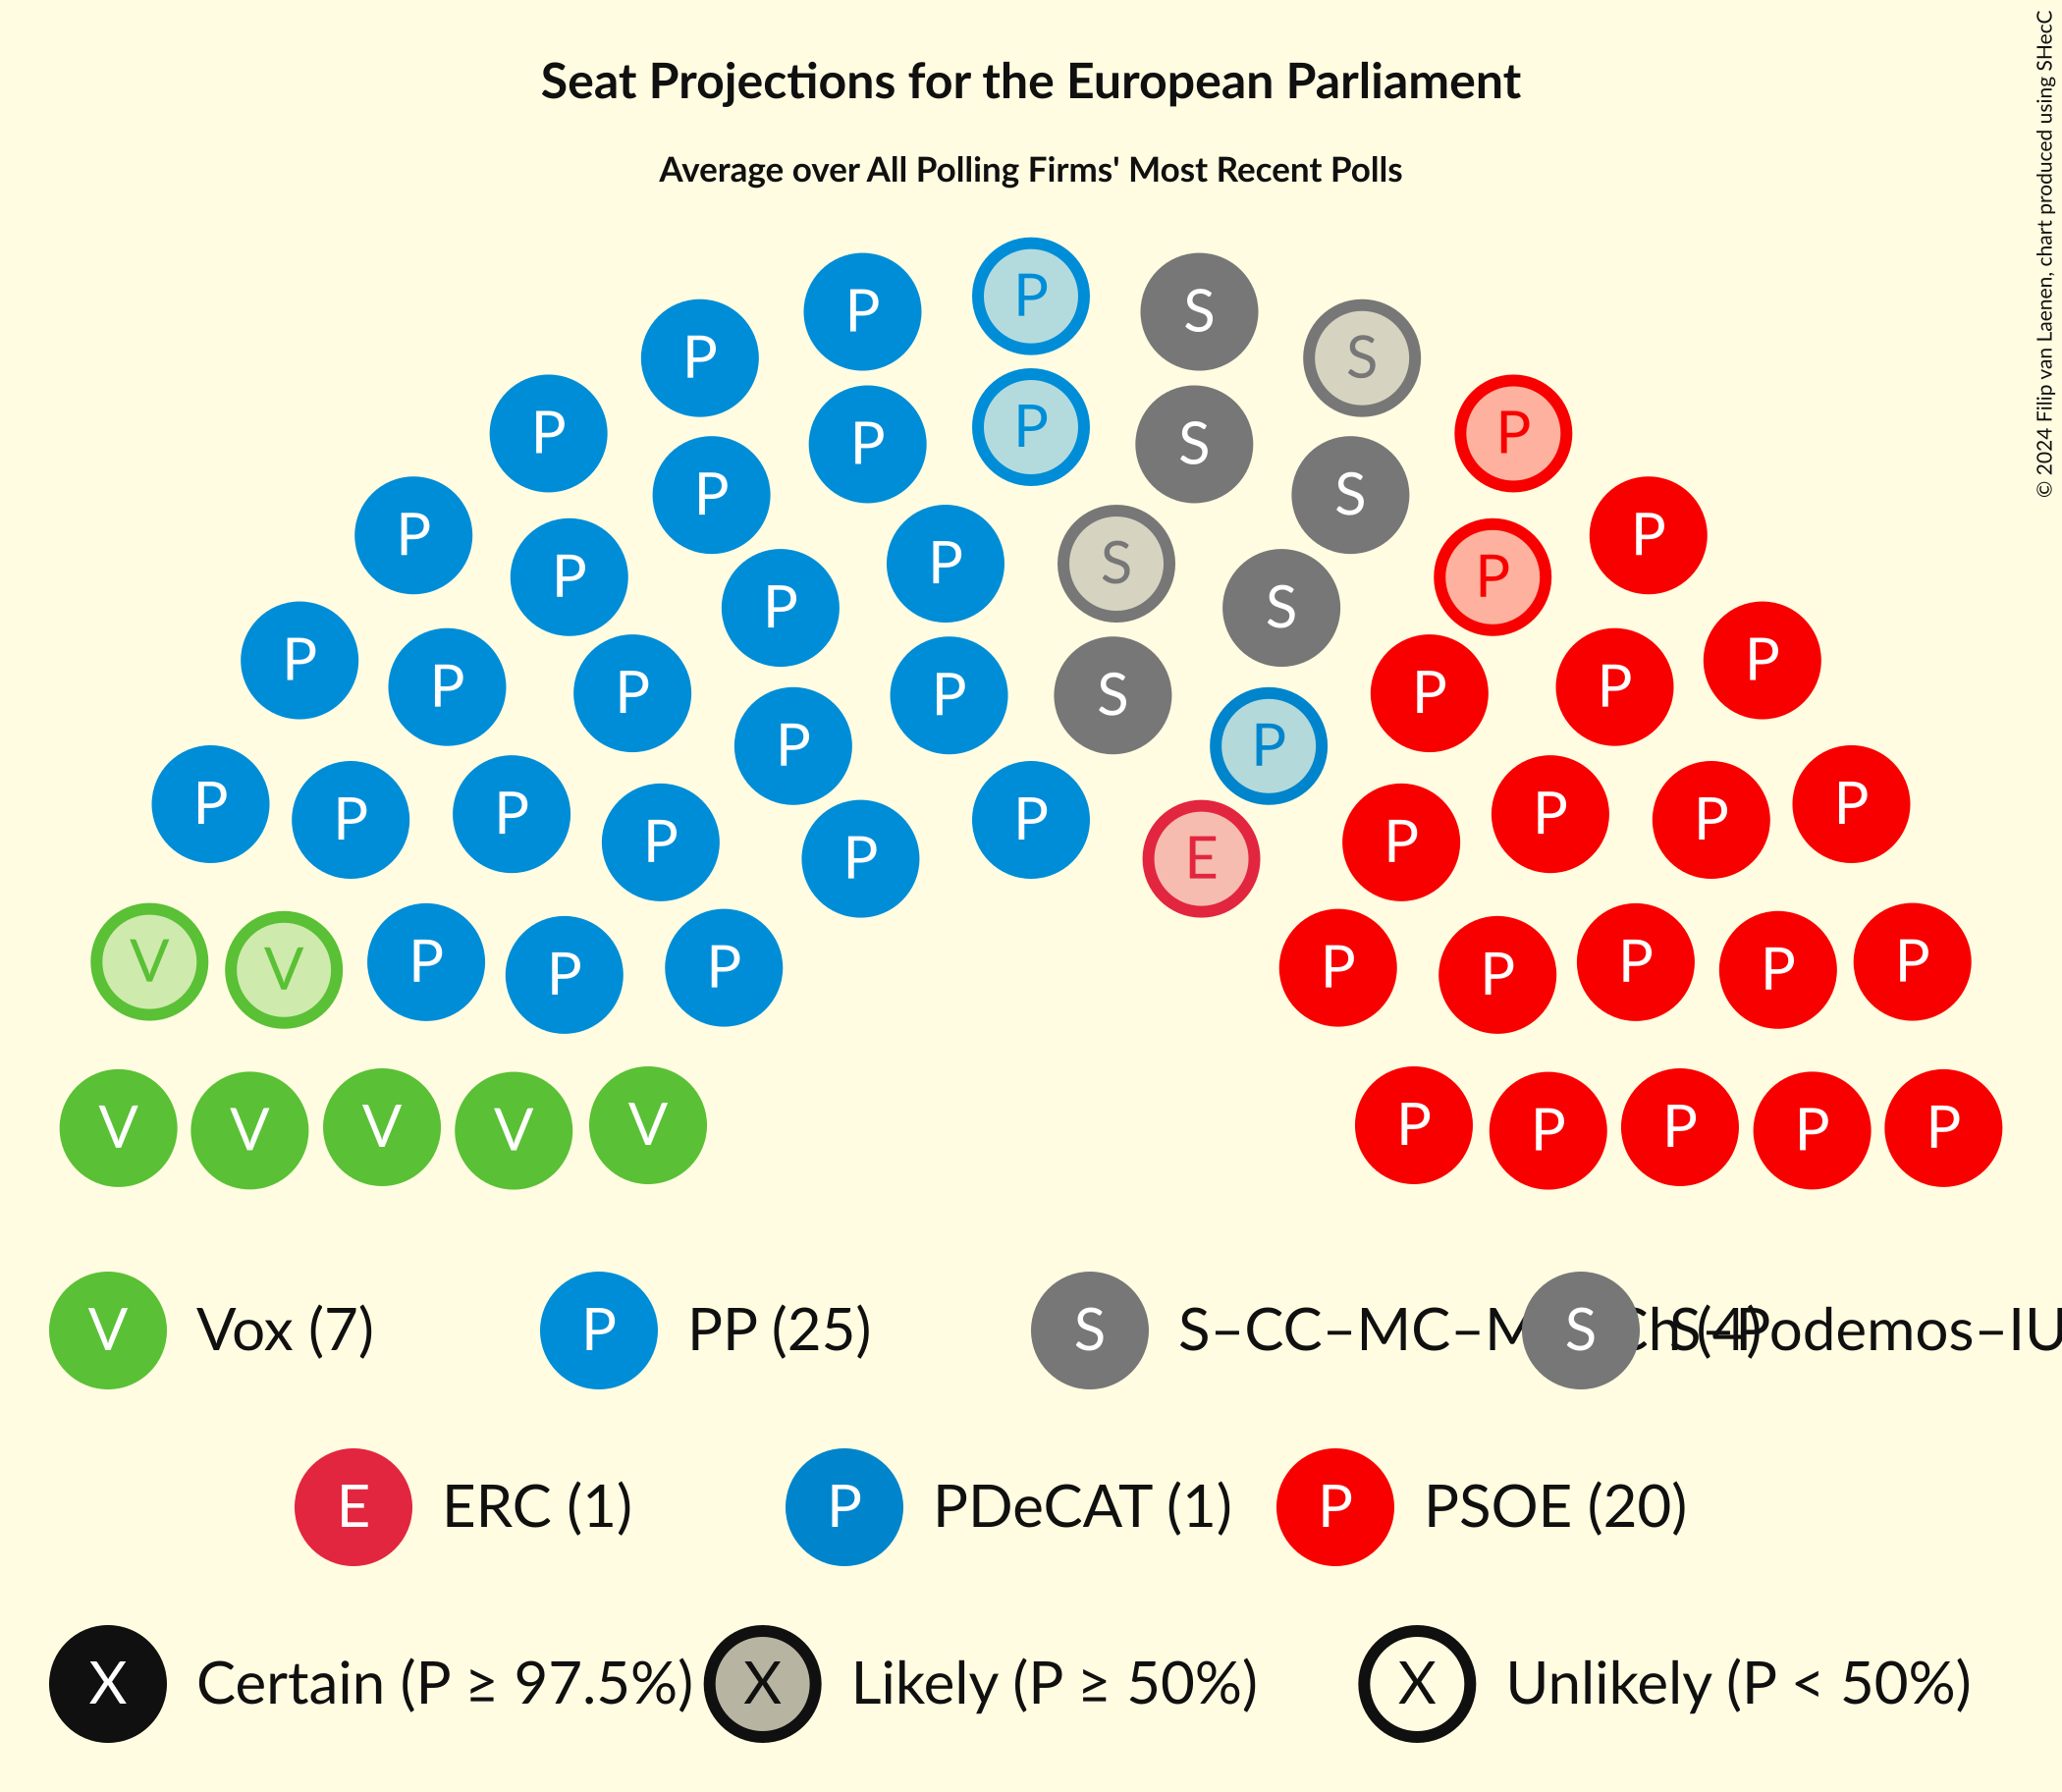 Seat Projections for the European Parliament
Average over All Polling Firms' Most Recent Polls
© 2024 Filip van Laenen, chart produced using SHecC
P P P S S
P P P P S S P P
P P P S S P
P P P S P P P P
P P P P S P P P P
P P P P P P E P P P P
V V P P P P P P P P
V V V V V P P P P P
V Vox (7) P PP (25) S S–CC–MC–M S S–Podemos–IU
E ERC (1) P PDeCAT (1) P PSOE (20)
X Certain (P ≥ 97.5%) X Likely (P ≥ 50%) X Unlikely (P < 50%)